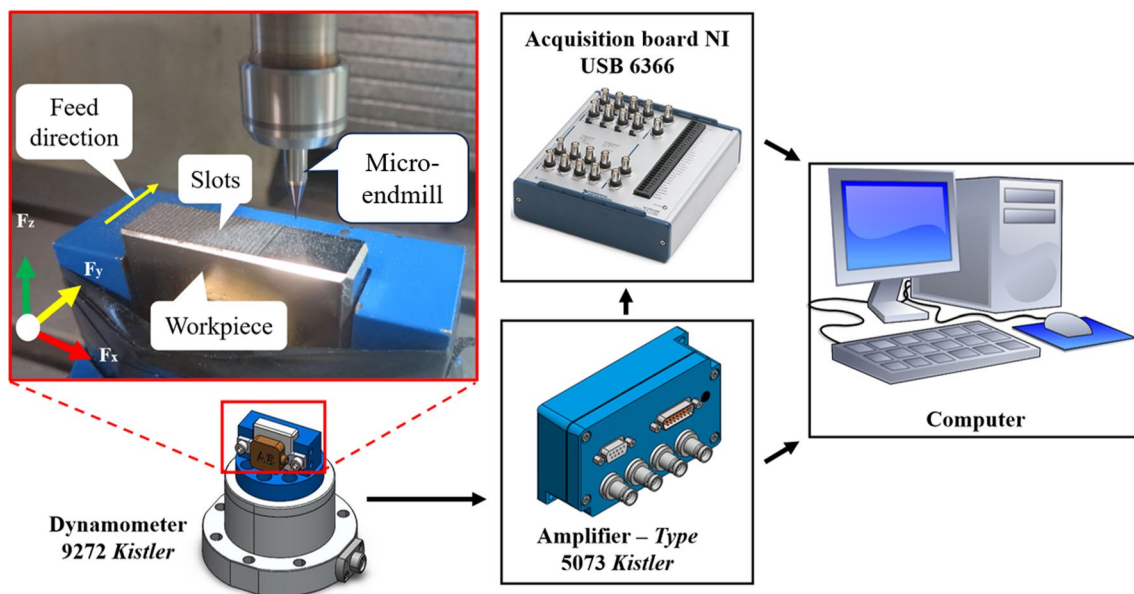 Feed
direction
Slots
Micro-
endmill
Workpiece
Fz
Fy
Fx
Acquisition board NI
USB 6366
Computer
Dynamometer
9272 Kistler
Amplifier – Type
5073 Kistler